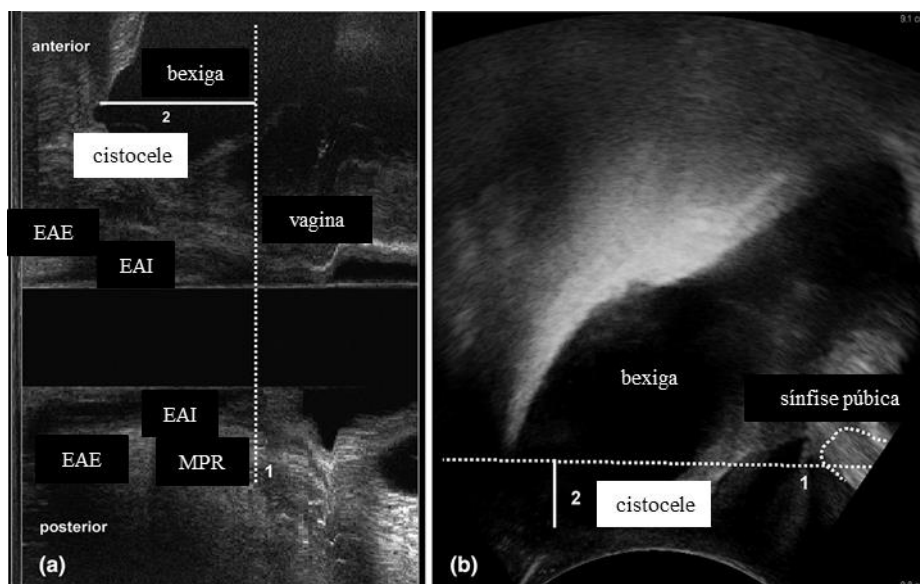 anterior
bexiga
2
cistocele
EAE
vagina
EAI
EAI
EAE
MPR
1
posterior
(a)
bexiga
sínfise púbica
1
2
cistocele
(b)